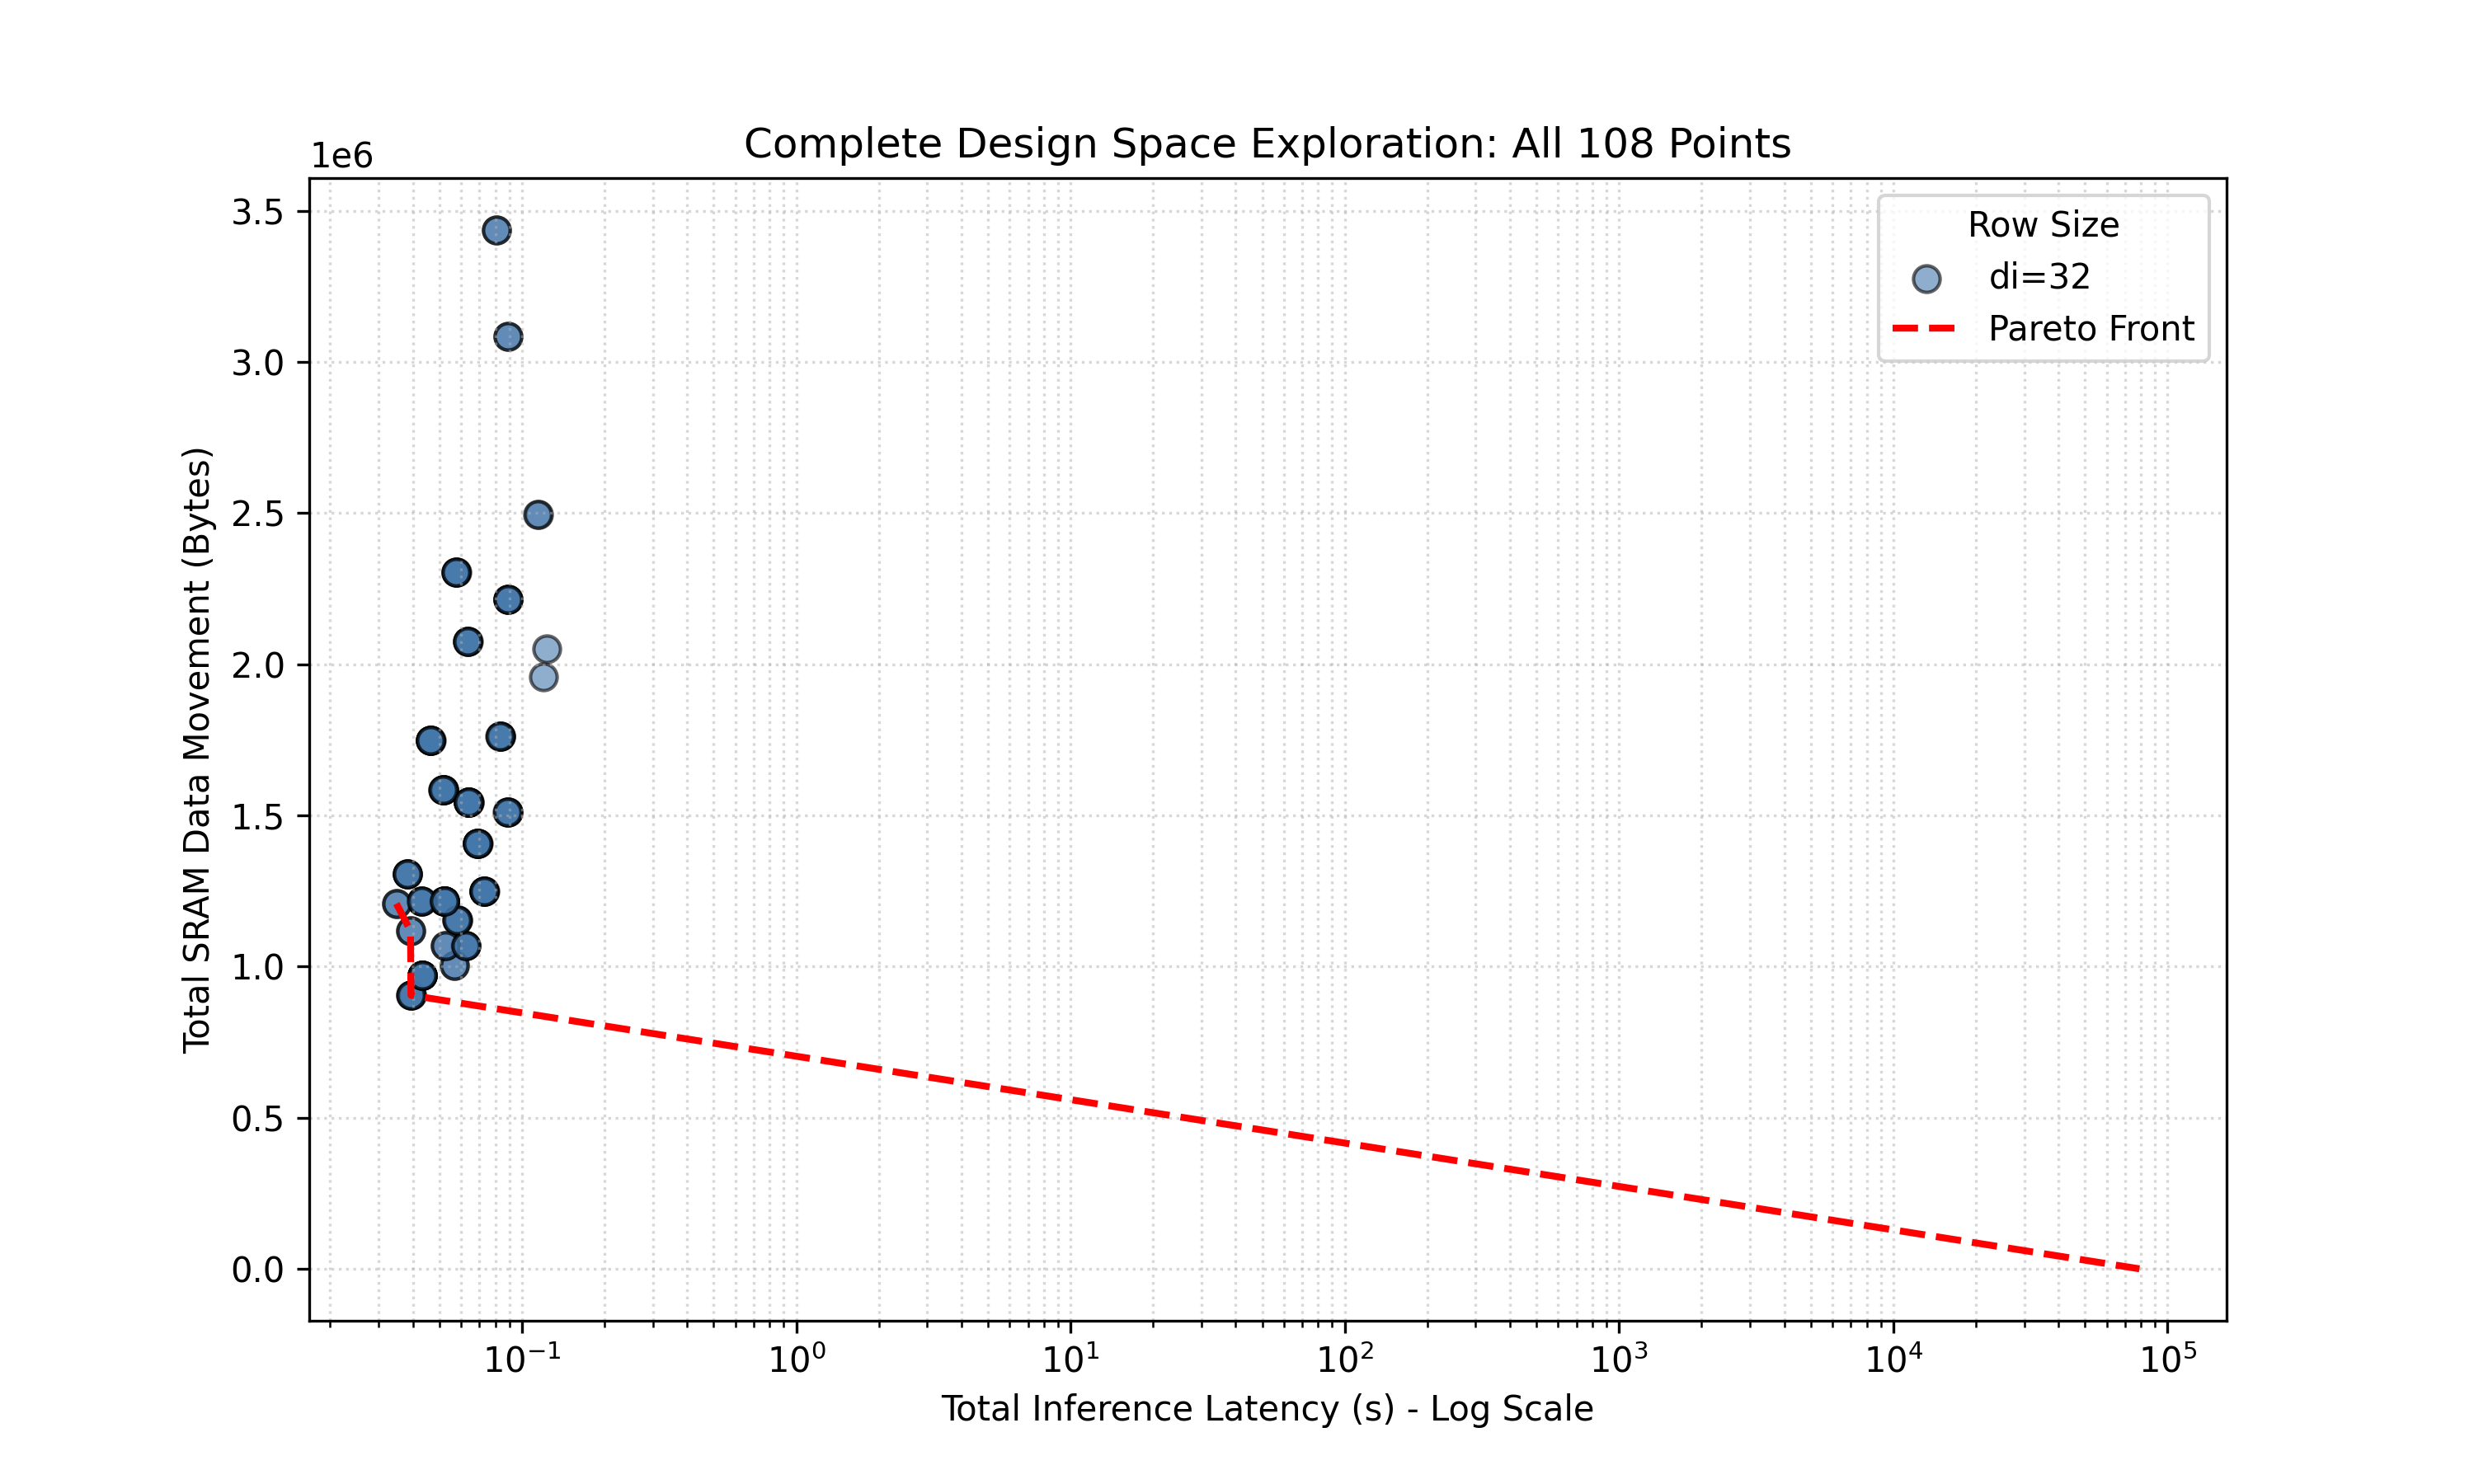 Complete Design Space Exploration: All 108 Points
1e6
3.5
3.0
2.5
2.0
1.5
1.0
0.5
0.0
Total SRAM Data Movement (Bytes)
Row Size
di=32
Pareto Front
10⁻¹ 10⁰ 10¹ 10² 10³ 10⁴ 10⁵
Total Inference Latency (s) - Log Scale